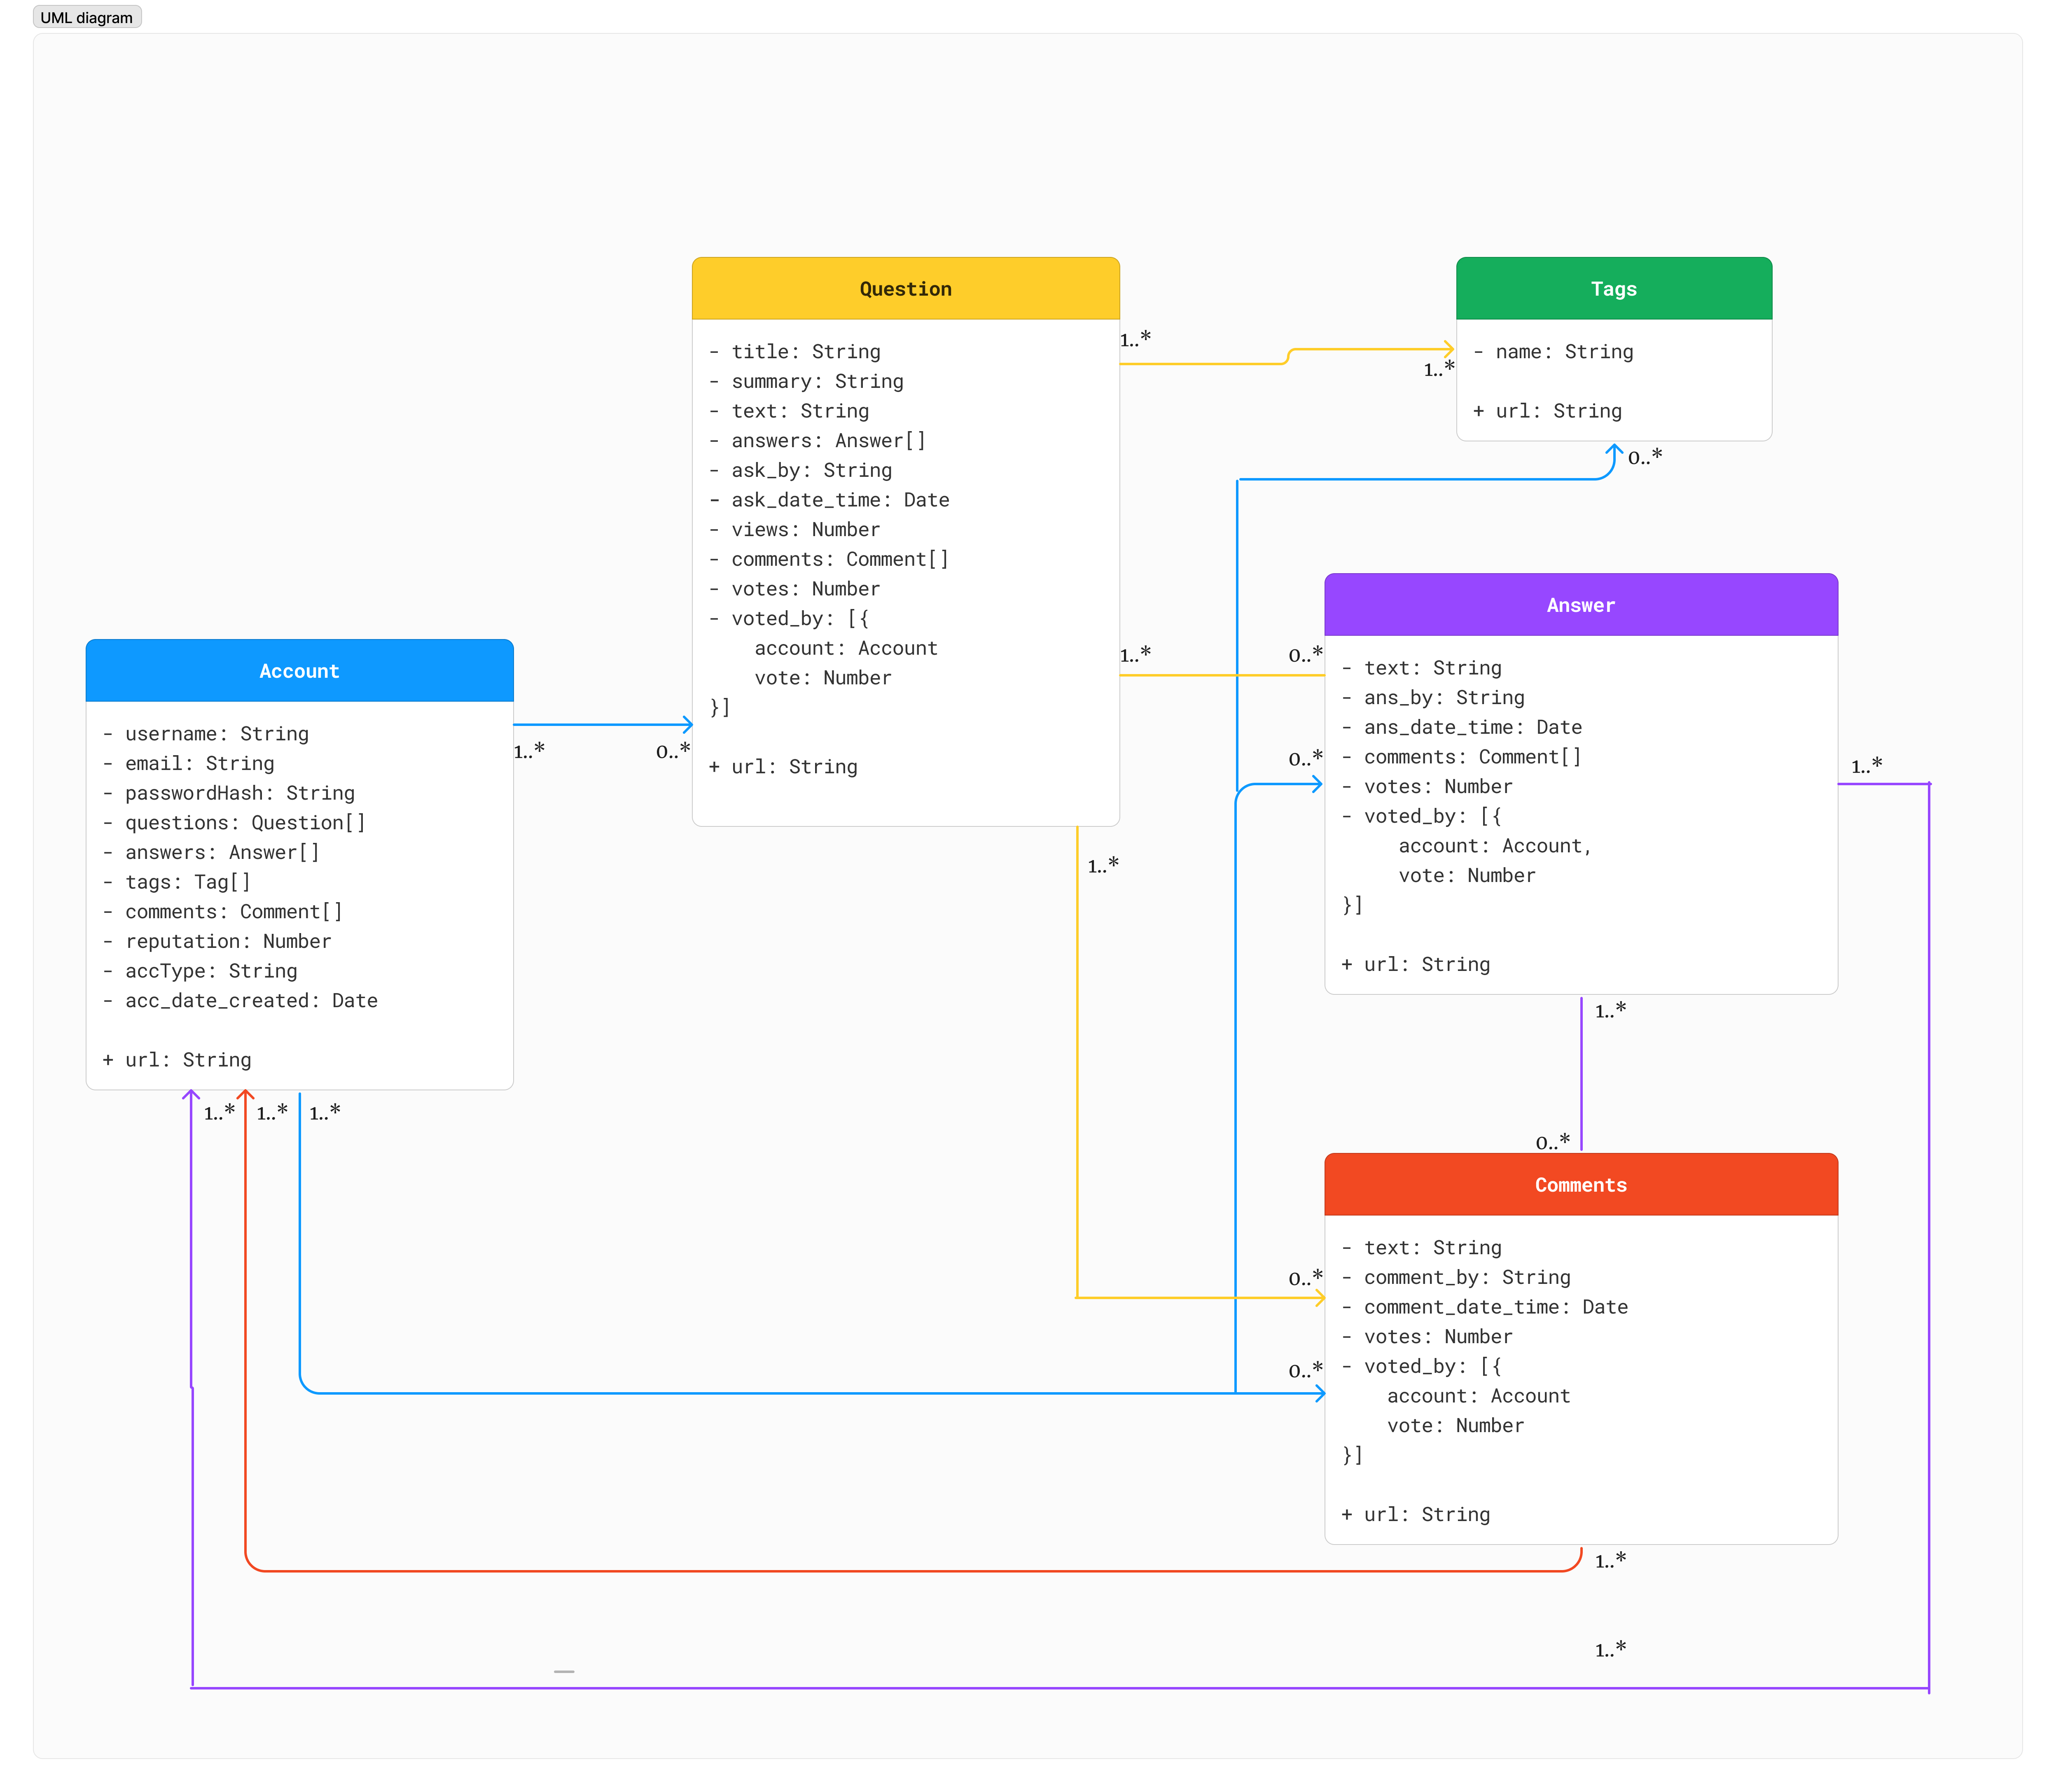 UML diagram
Question
- title: String
- summary: String
- text: String
- answers: Answer[]
- ask_by: String
- ask_date_time: Date
- views: Number
- comments: Comment[]
- votes: Number
- voted_by: [{
account: Account
vote: Number
}]
+ url: String
1..*
1..*
Tags
- name: String
+ url: String
0..*
1..*
0..*
0..*
Answer
- text: String
- ans_by: String
- ans_date_time: Date
- comments: Comment[]
- votes: Number
- voted_by: [{
account: Account,
vote: Number
}]
+ url: String
1..*
Account
- username: String
- email: String
- passwordHash: String
- questions: Question[]
- answers: Answer[]
- tags: Tag[]
- comments: Comment[]
- reputation: Number
- accType: String
- acc_date_created: Date
+ url: String
1..*
0..*
1..*
1..*
1..*
1..*
1..*
0..*
Comments
- text: String
- comment_by: String
- comment_date_time: Date
- votes: Number
- voted_by: [{
account: Account
vote: Number
}]
+ url: String
0..*
0..*
1..*
1..*